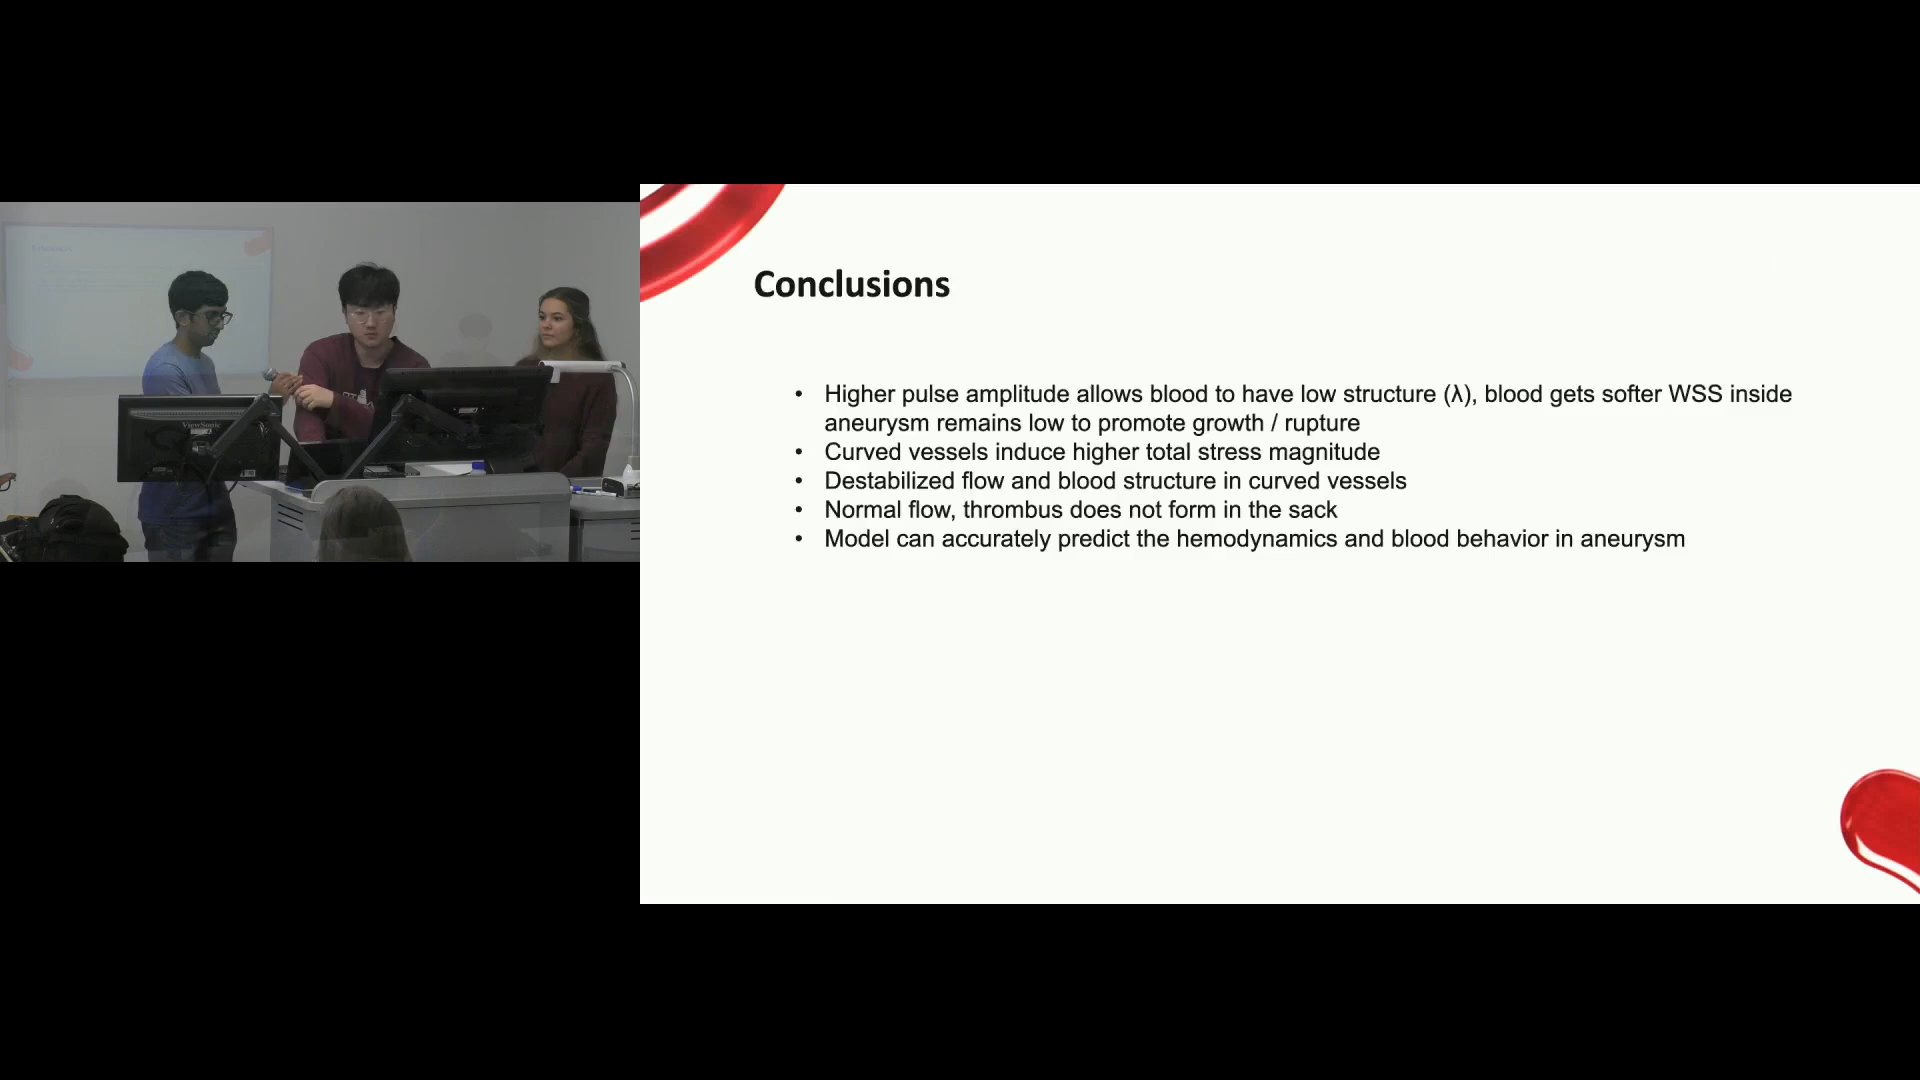 Conclusions
• Higher pulse amplitude allows blood to have low structure (λ), blood gets softer WSS inside
aneurysm remains low to promote growth / rupture
• Curved vessels induce higher total stress magnitude
• Destabilized flow and blood structure in curved vessels
• Normal flow, thrombus does not form in the sack
• Model can accurately predict the hemodynamics and blood behavior in aneurysm
ViewSonic